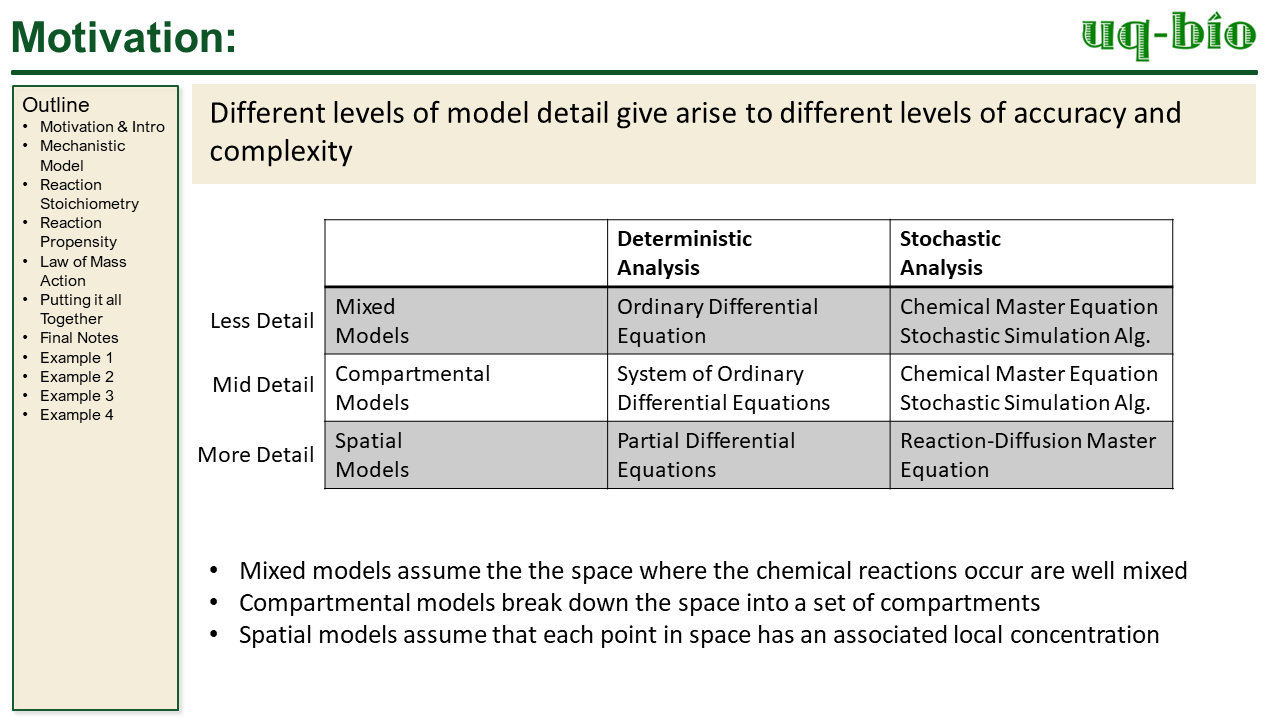 Motivation:
uq-bio
Outline
• Motivation & Intro
• Mechanistic
Model
• Reaction
Stoichiometry
• Reaction
Propensity
• Law of Mass
Action
• Putting it all
Together
• Final Notes
• Example 1
• Example 2
• Example 3
• Example 4
Different levels of model detail give arise to different levels of accuracy and
complexity
Deterministic
Analysis
Stochastic
Analysis
Less Detail
Mixed
Models
Ordinary Differential
Equation
Chemical Master Equation
Stochastic Simulation Alg.
Mid Detail
Compartmental
Models
System of Ordinary
Differential Equations
Chemical Master Equation
Stochastic Simulation Alg.
More Detail
Spatial
Models
Partial Differential
Equations
Reaction-Diffusion Master
Equation
• Mixed models assume the the space where the chemical reactions occur are well mixed
• Compartmental models break down the space into a set of compartments
• Spatial models assume that each point in space has an associated local concentration